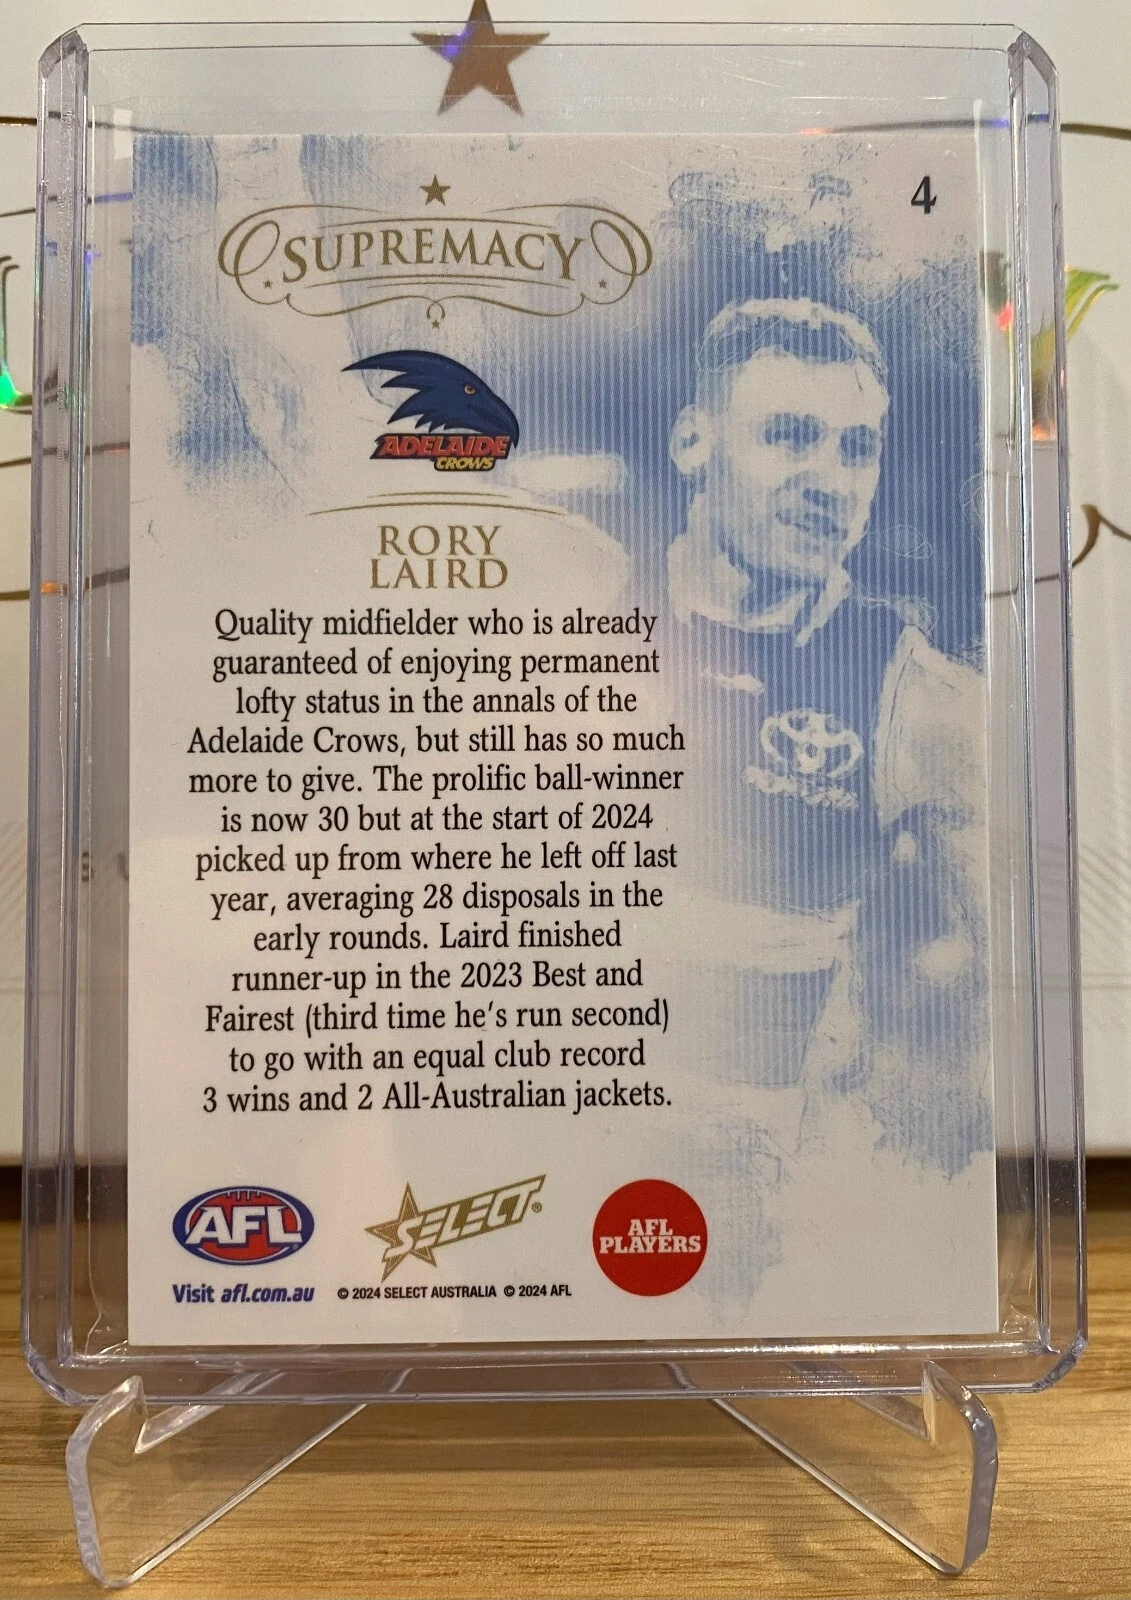 4
SUPREMACY
ADELAIDE
CROWS
RORY
LAIRD
Quality midfielder who is already
guaranteed of enjoying permanent
lofty status in the annals of the
Adelaide Crows, but still has so much
more to give. The prolific ball-winner
is now 30 but at the start of 2024
picked up from where he left off last
year, averaging 28 disposals in the
early rounds. Laird finished
runner-up in the 2023 Best and
Fairest (third time he's run second)
to go with an equal club record
3 wins and 2 All-Australian jackets.
AFL
Visit afl.com.au
SELECT®
© 2024 SELECT AUSTRALIA © 2024 AFL
AFL
PLAYERS